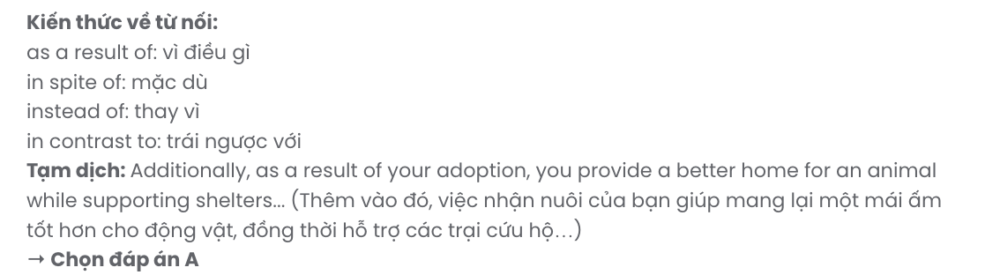 Kiến thức về từ nối:
as a result of: vì điều gì
in spite of: mặc dù
instead of: thay vì
in contrast to: trái ngược với
Tạm dịch: Additionally, as a result of your adoption, you provide a better home for an animal
while supporting shelters... (Thêm vào đó, việc nhận nuôi của bạn giúp mang lại một mái ấm
tốt hơn cho động vật, đồng thời hỗ trợ các trại cứu hộ...)
→ Chọn đáp án A